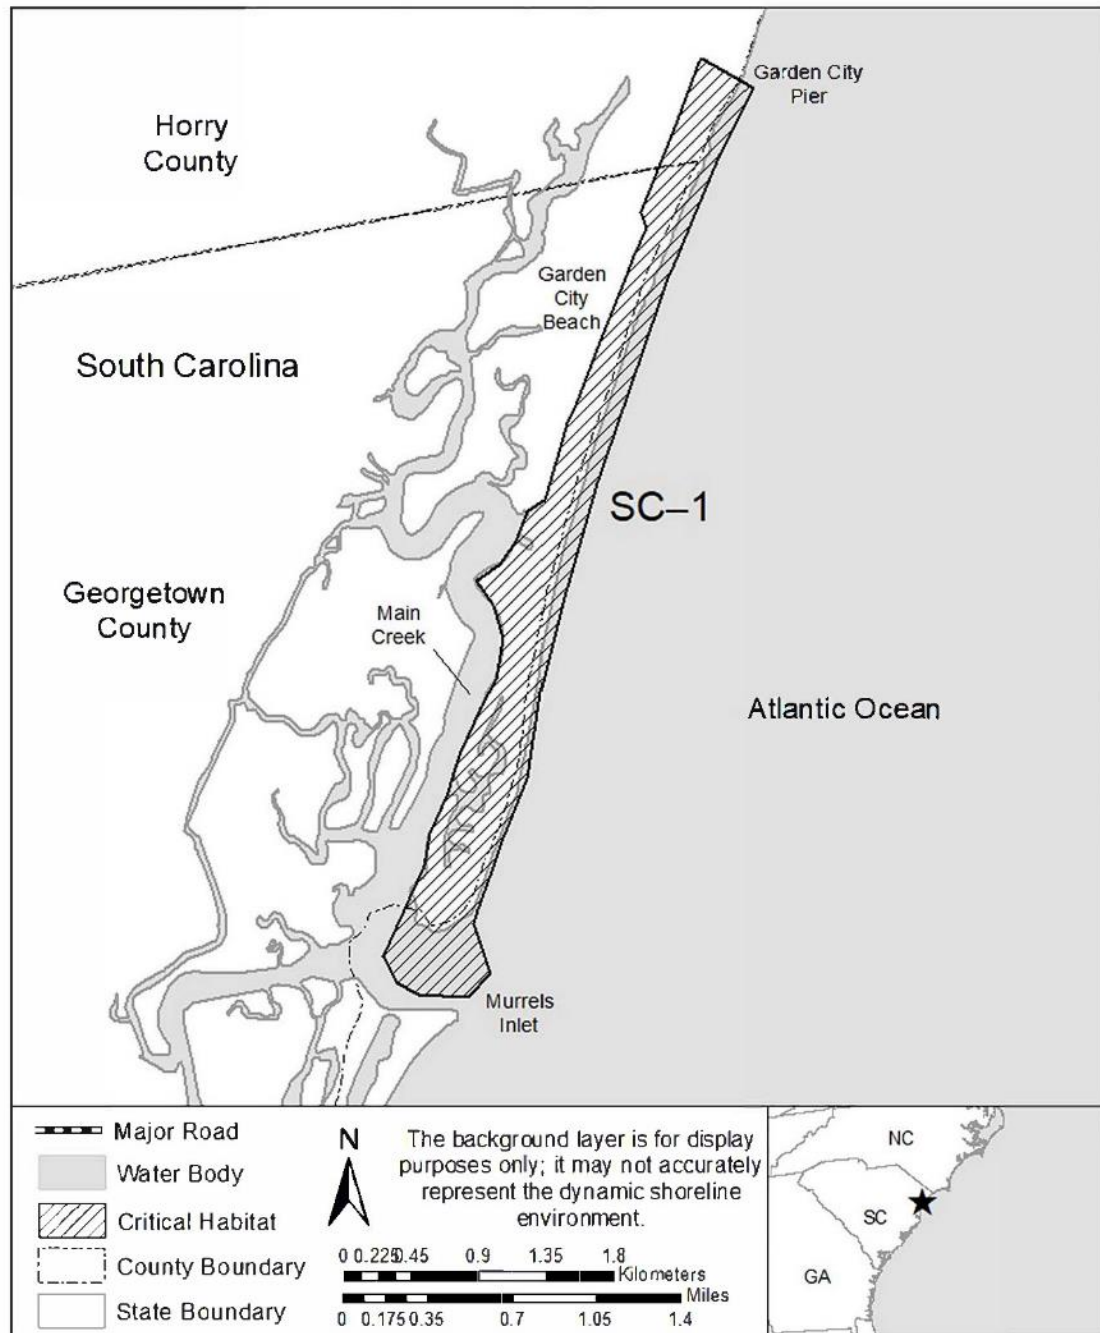 Garden City
Pier
Horry
County
Garden
City
Beach
South Carolina
SC–1
Georgetown
County
Main
Creek
Atlantic Ocean
Murrels
Inlet
Major Road
Water Body
Critical Habitat
County Boundary
State Boundary
N
The background layer is for display
purposes only; it may not accurately
represent the dynamic shoreline
environment.
0 0.225 0.45 0.9 1.35 1.8
Kilometers
Miles
0 0.175 0.35 0.7 1.05 1.4
NC
SC
GA